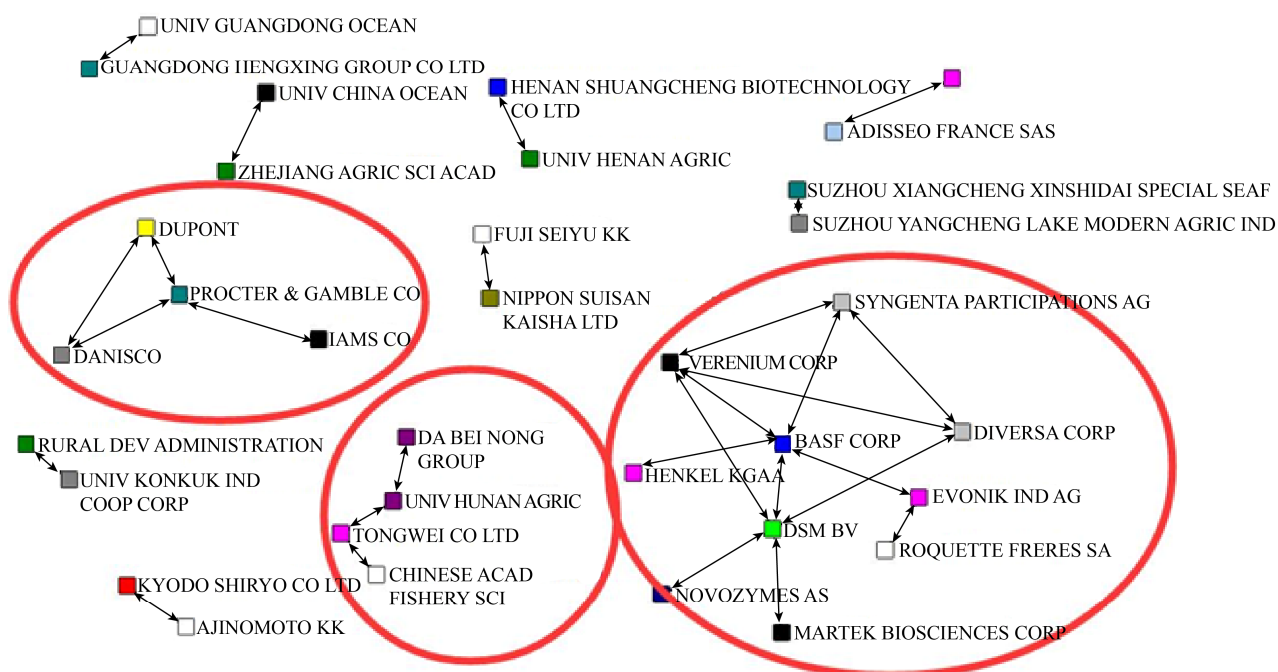 UNIV GUANGDONG OCEAN
GUANGDONG HENGXING GROUP CO LTD
UNIV CHINA OCEAN
HENAN SHUANGCHENG BIOTECHNOLOGY
CO LTD
ADISSEO FRANCE SAS
UNIV HENAN AGRIC
ZHEJIANG AGRIC SCI ACAD
SUZHOU XIANGCHENG XINSHIDAI SPECIAL SEAF
SUZHOU YANGCHENG LAKE MODERN AGRIC IND
DUPONT
PROCTER & GAMBLE CO
IAMS CO
DANISCO
FUJI SEIYU KK
NIPPON SUISAN
KAISHA LTD
SYNGENTA PARTICIPATIONS AG
VERENIUM CORP
BASF CORP
DIVERSA CORP
HENKEL KGAA
EVONIK IND AG
DSM BV
ROQUETTE FRERES SA
NOVOZYMES AS
MARTEK BIOSCIENCES CORP
RURAL DEV ADMINISTRATION
UNIV KONKUK IND
COOP CORP
DA BEI NONG
GROUP
UNIV HUNAN AGRIC
TONGWEI CO LTD
CHINESE ACAD
FISHERY SCI
KYODO SHIRYO CO LTD
AJINOMOTO KK